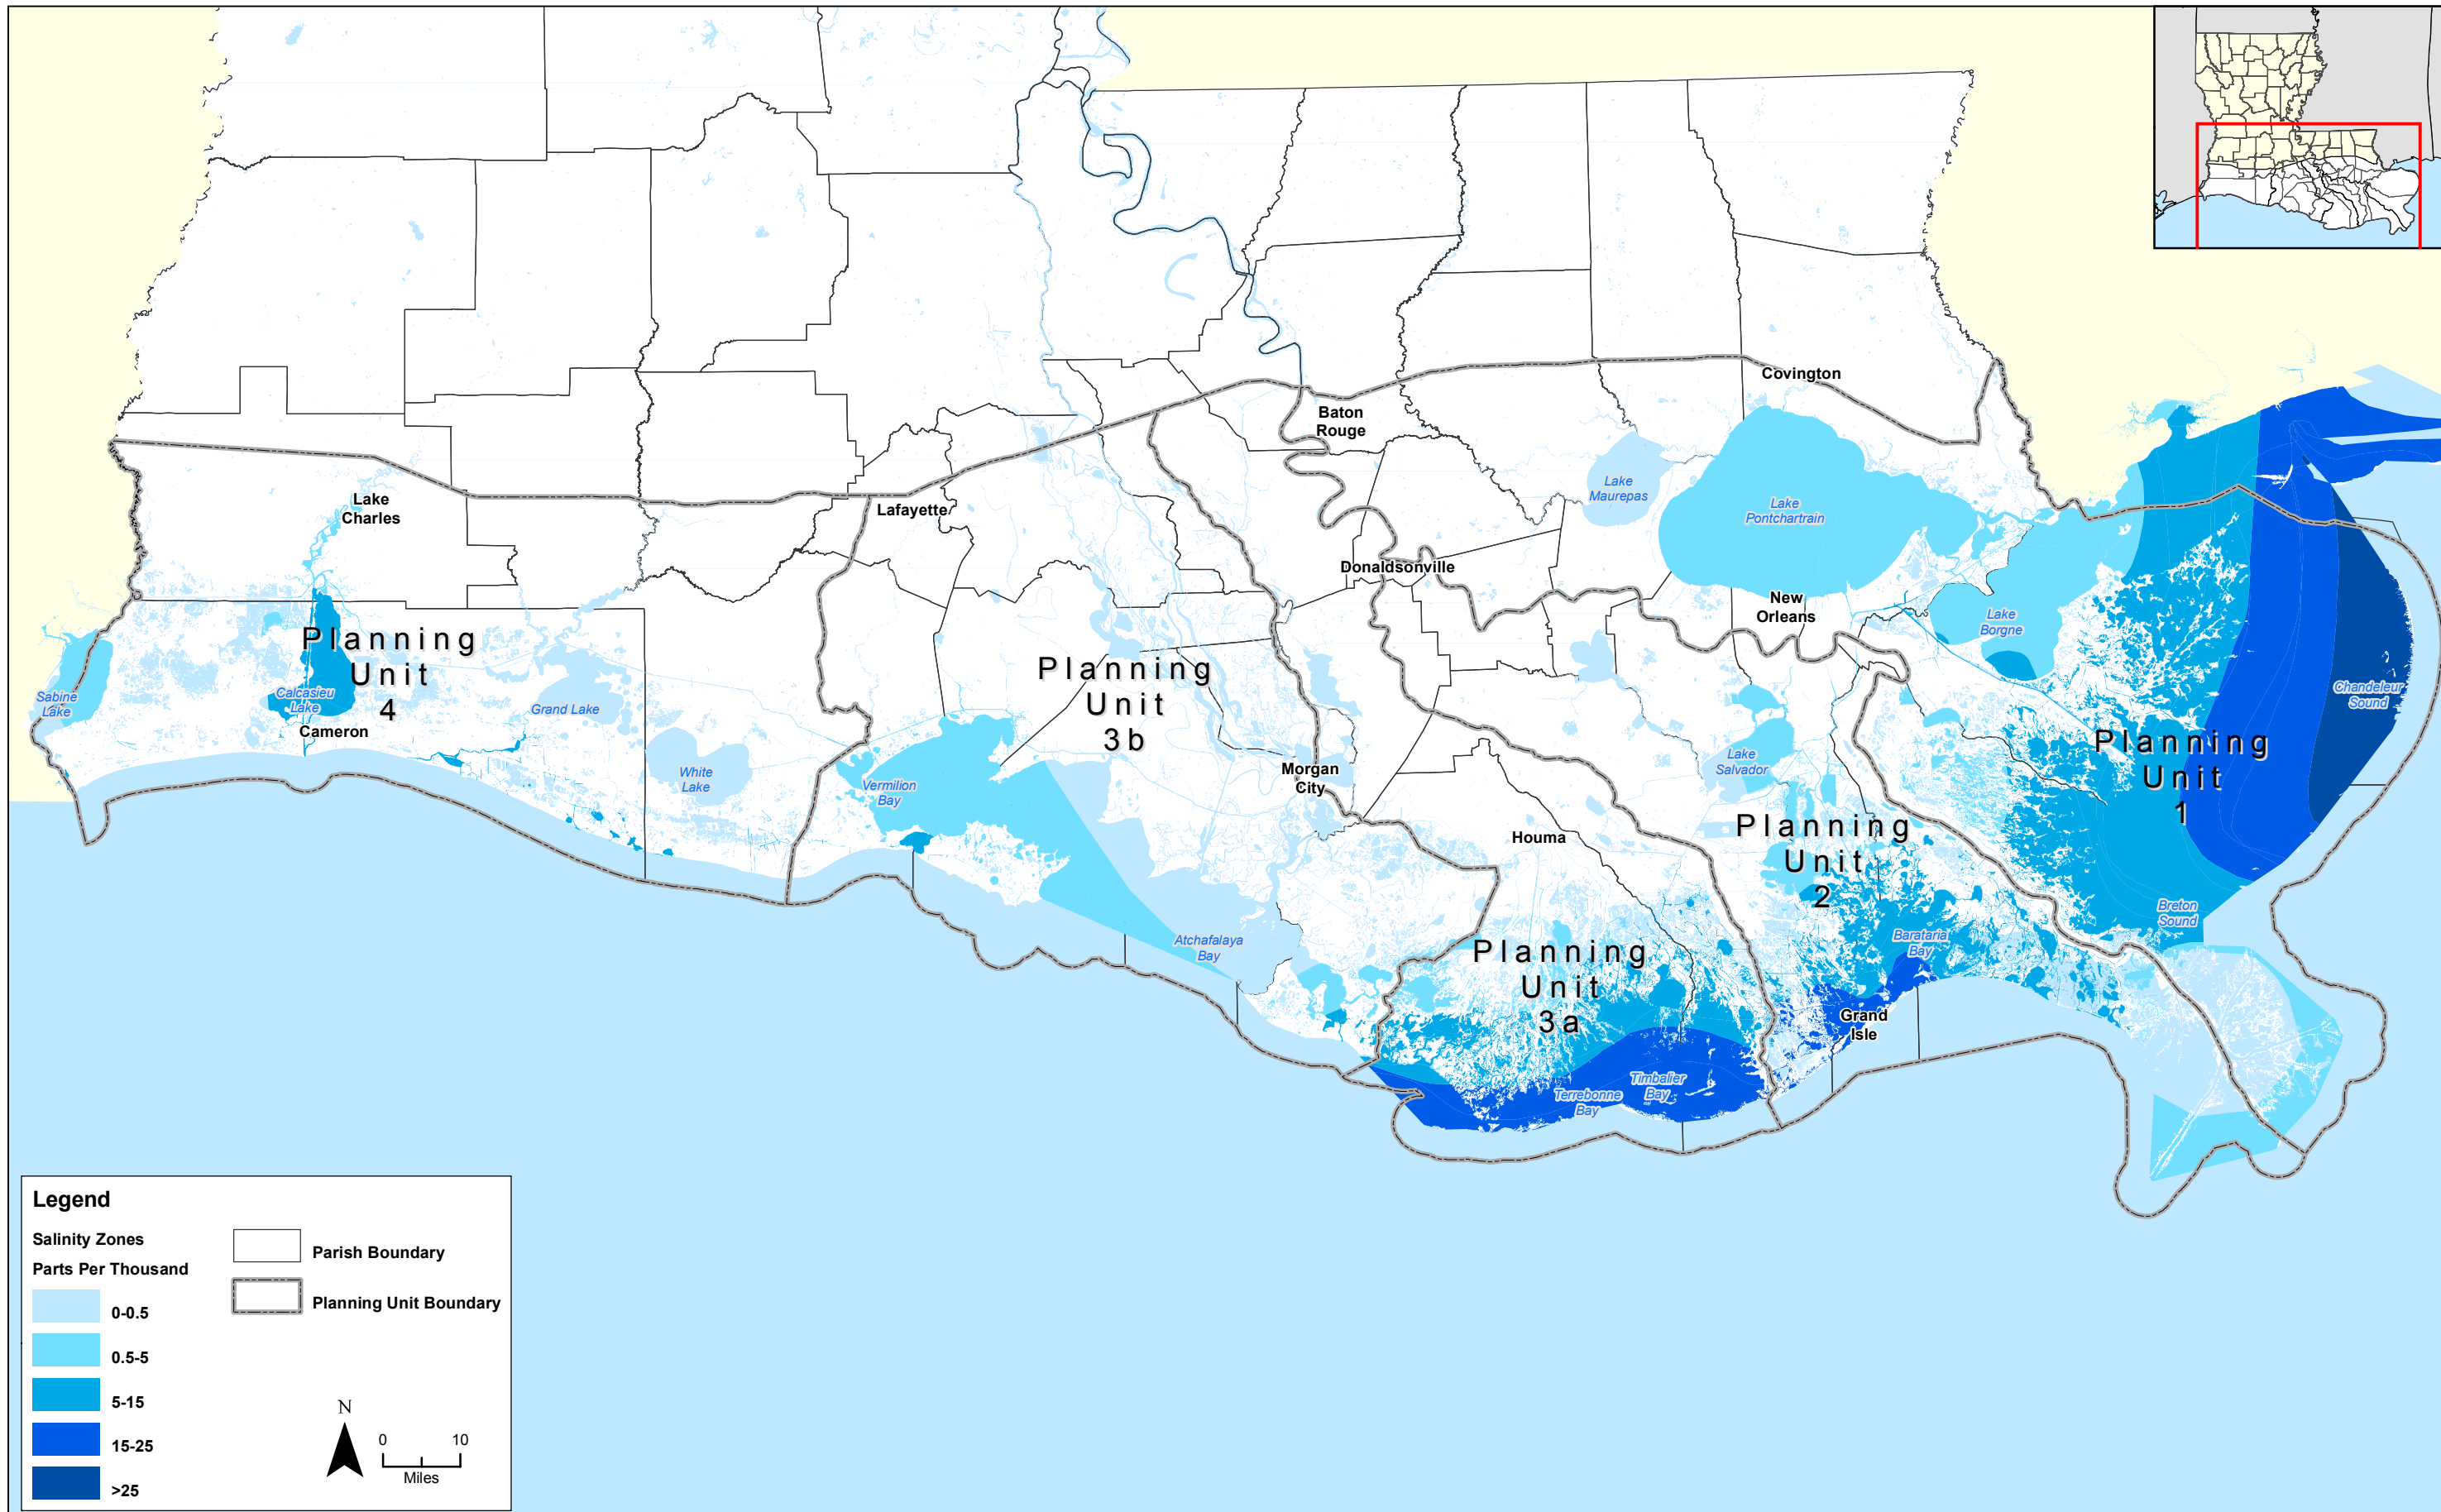 Covington
Baton
Rouge
Lake
Maurepas
Lake
Pontchartrain
Lake
Charles
Lafayette
Donaldsonville
New
Orleans
Lake
Borgne
Planning
Unit
4
Sabine
Lake
Calcasieu
Lake
Cameron
Grand Lake
White
Lake
Planning
Unit
3b
Vermilion
Bay
Morgan
City
Lake
Salvador
Chandeleur
Sound
Planning
Unit
1
Houma
Planning
Unit
2
Breton
Sound
Atchafalaya
Bay
Barataria
Bay
Planning
Unit
3a
Grand
Isle
Timbalier
Bay
Terrebonne
Bay
Legend
Salinity Zones
Parts Per Thousand
0-0.5
0.5-5
5-15
15-25
>25
Parish Boundary
Planning Unit Boundary
N
0 10
Miles